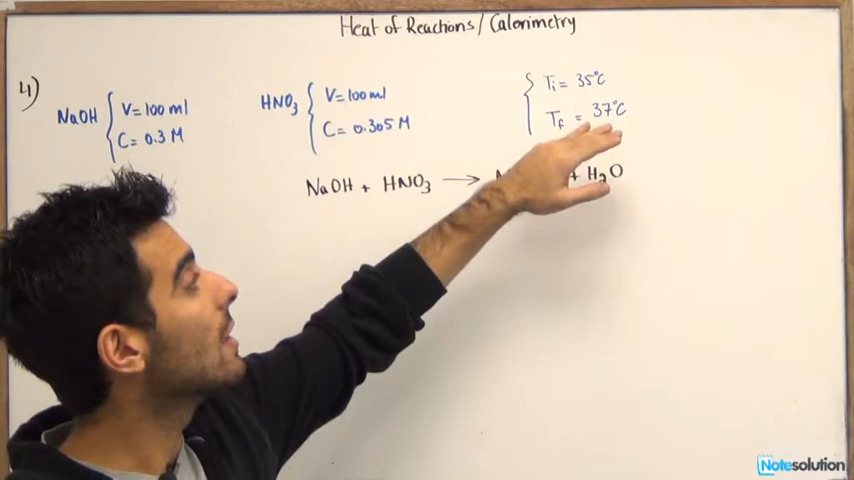 Heat of Reactions / Calorimetry
4)
NaOH { V = 100 ml
C = 0.3 M
HNO3 { V = 100 ml
C = 0.305 M
{ Ti = 35°C
Tf = 37°C
NaOH + HNO3 → + H2O
Notesolution